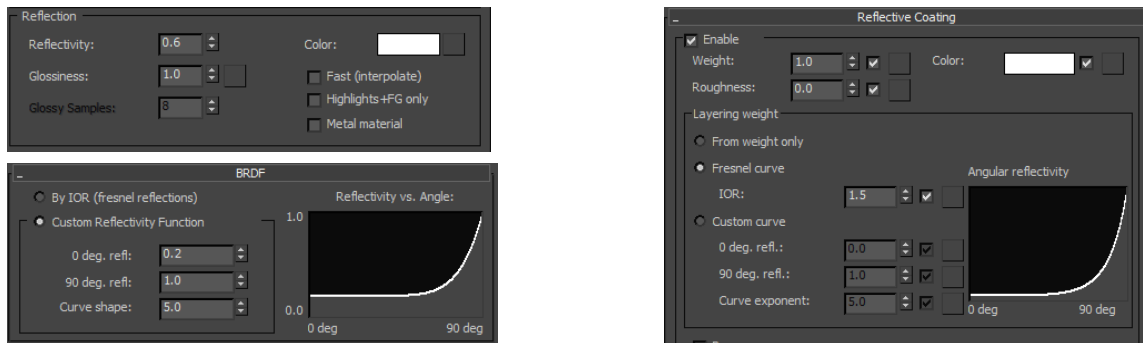 Reflection
Reflectivity: 0.6 Color:
Glossiness: 1.0 Fast (interpolate)
Glossy Samples: 8 Highlights+FG only
Metal material
BRDF
By IOR (fresnel reflections) Reflectivity vs. Angle:
Custom Reflectivity Function 1.0
0 deg. refl: 0.2
90 deg. refl: 1.0
Curve shape: 5.0 0.0
0 deg 90 deg
Reflective Coating
Enable
Weight: 1.0 Color:
Roughness: 0.0
Layering weight
From weight only
Fresnel curve Angular reflectivity
IOR: 1.5
Custom curve
0 deg. refl.: 0.0
90 deg. refl.: 1.0
Curve exponent: 5.0
0 deg 90 deg